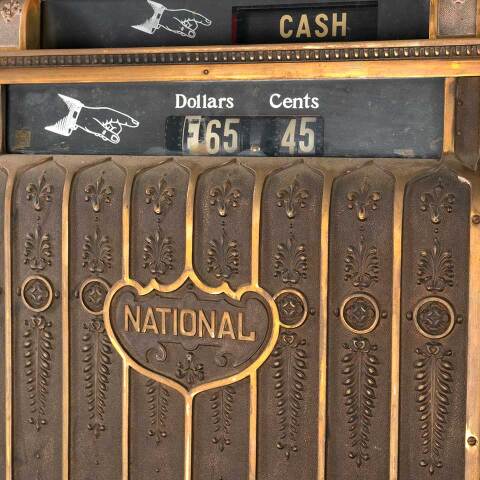 CASH
Dollars Cents
65 45
NATIONAL